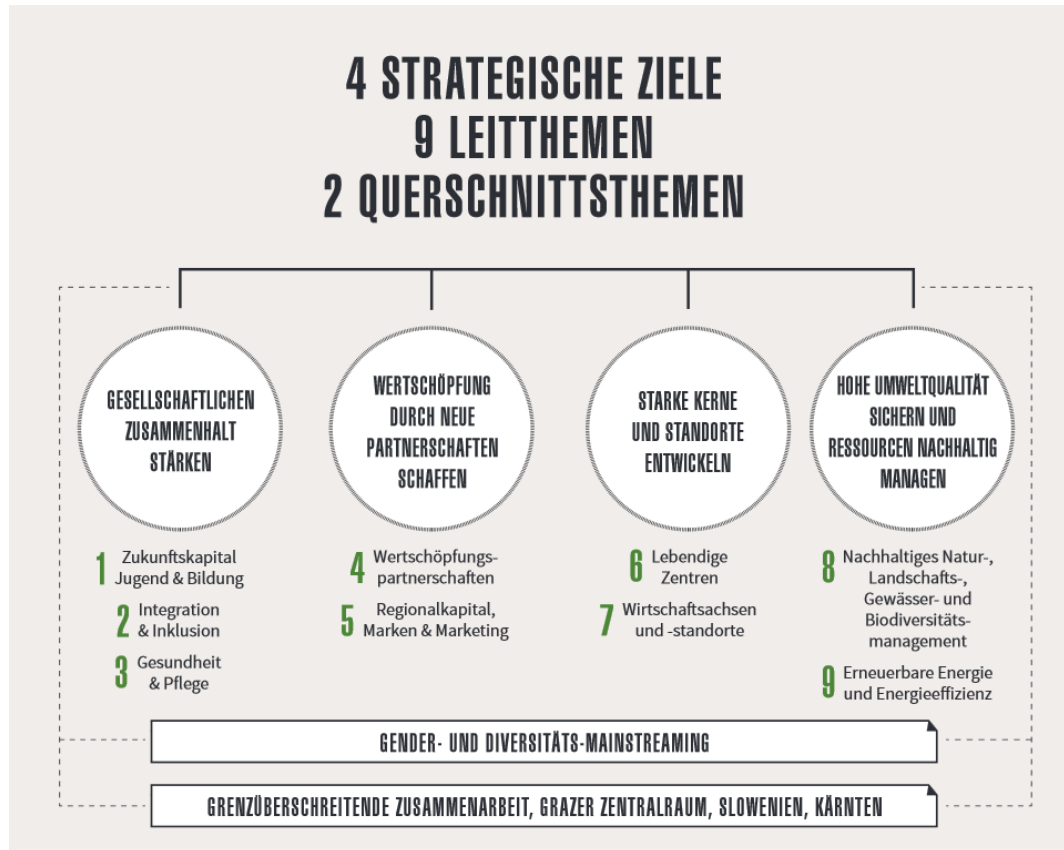 4 STRATEGISCHE ZIELE
9 LEITTHEMEN
2 QUERSCHNITTSTHEMEN
GESELLSCHAFTLICHEN
ZUSAMMENHALT
STÄRKEN
1 Zukunftskapital
Jugend & Bildung
2 Integration
& Inklusion
3 Gesundheit
& Pflege
WERTSCHÖPFUNG
DURCH NEUE
PARTNERSCHAFTEN
SCHAFFEN
4 Wertschöpfungs-
partnerschaften
5 Regionalkapital,
Marken & Marketing
STARKE KERNE
UND STANDORTE
ENTWICKELN
6 Lebendige
Zentren
7 Wirtschaftsachsen
und -standorte
HOHE UMWELTQUALITÄT
SICHERN UND
RESSOURCEN NACHHALTIG
MANAGEN
8 Nachhaltiges Natur-,
Landschafts-,
Gewässer- und
Biodiversitäts-
management
9 Erneuerbare Energie
und Energieeffizienz
GENDER- UND DIVERSITÄTS-MAINSTREAMING
GRENZÜBERSCHREITENDE ZUSAMMENARBEIT, GRAZER ZENTRALRAUM, SLOWENIEN, KÄRNTEN